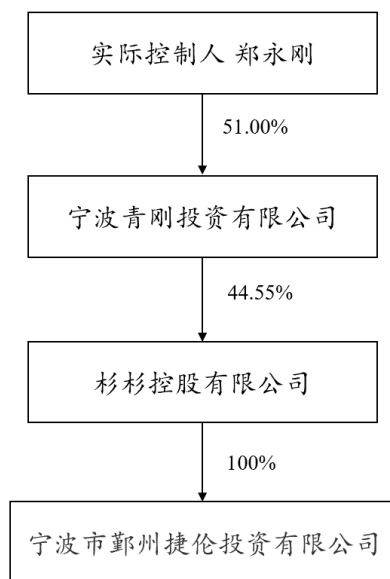 实际控制人 郑永刚
51.00%
宁波青刚投资有限公司
44.55%
杉杉控股有限公司
100%
宁波市鄞州捷伦投资有限公司